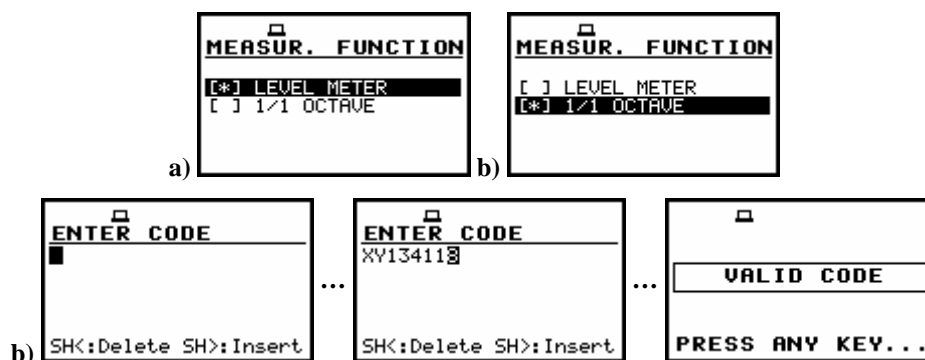 MEASUR. FUNCTION
[*] LEVEL METER
[ ] 1/1 OCTAVE
a)
MEASUR. FUNCTION
[ ] LEVEL METER
[*] 1/1 OCTAVE
b)
ENTER CODE
SH<:Delete SH>:Insert
b)
...
ENTER CODE
XY134118
SH<:Delete SH>:Insert
...
VALID CODE
PRESS ANY KEY...